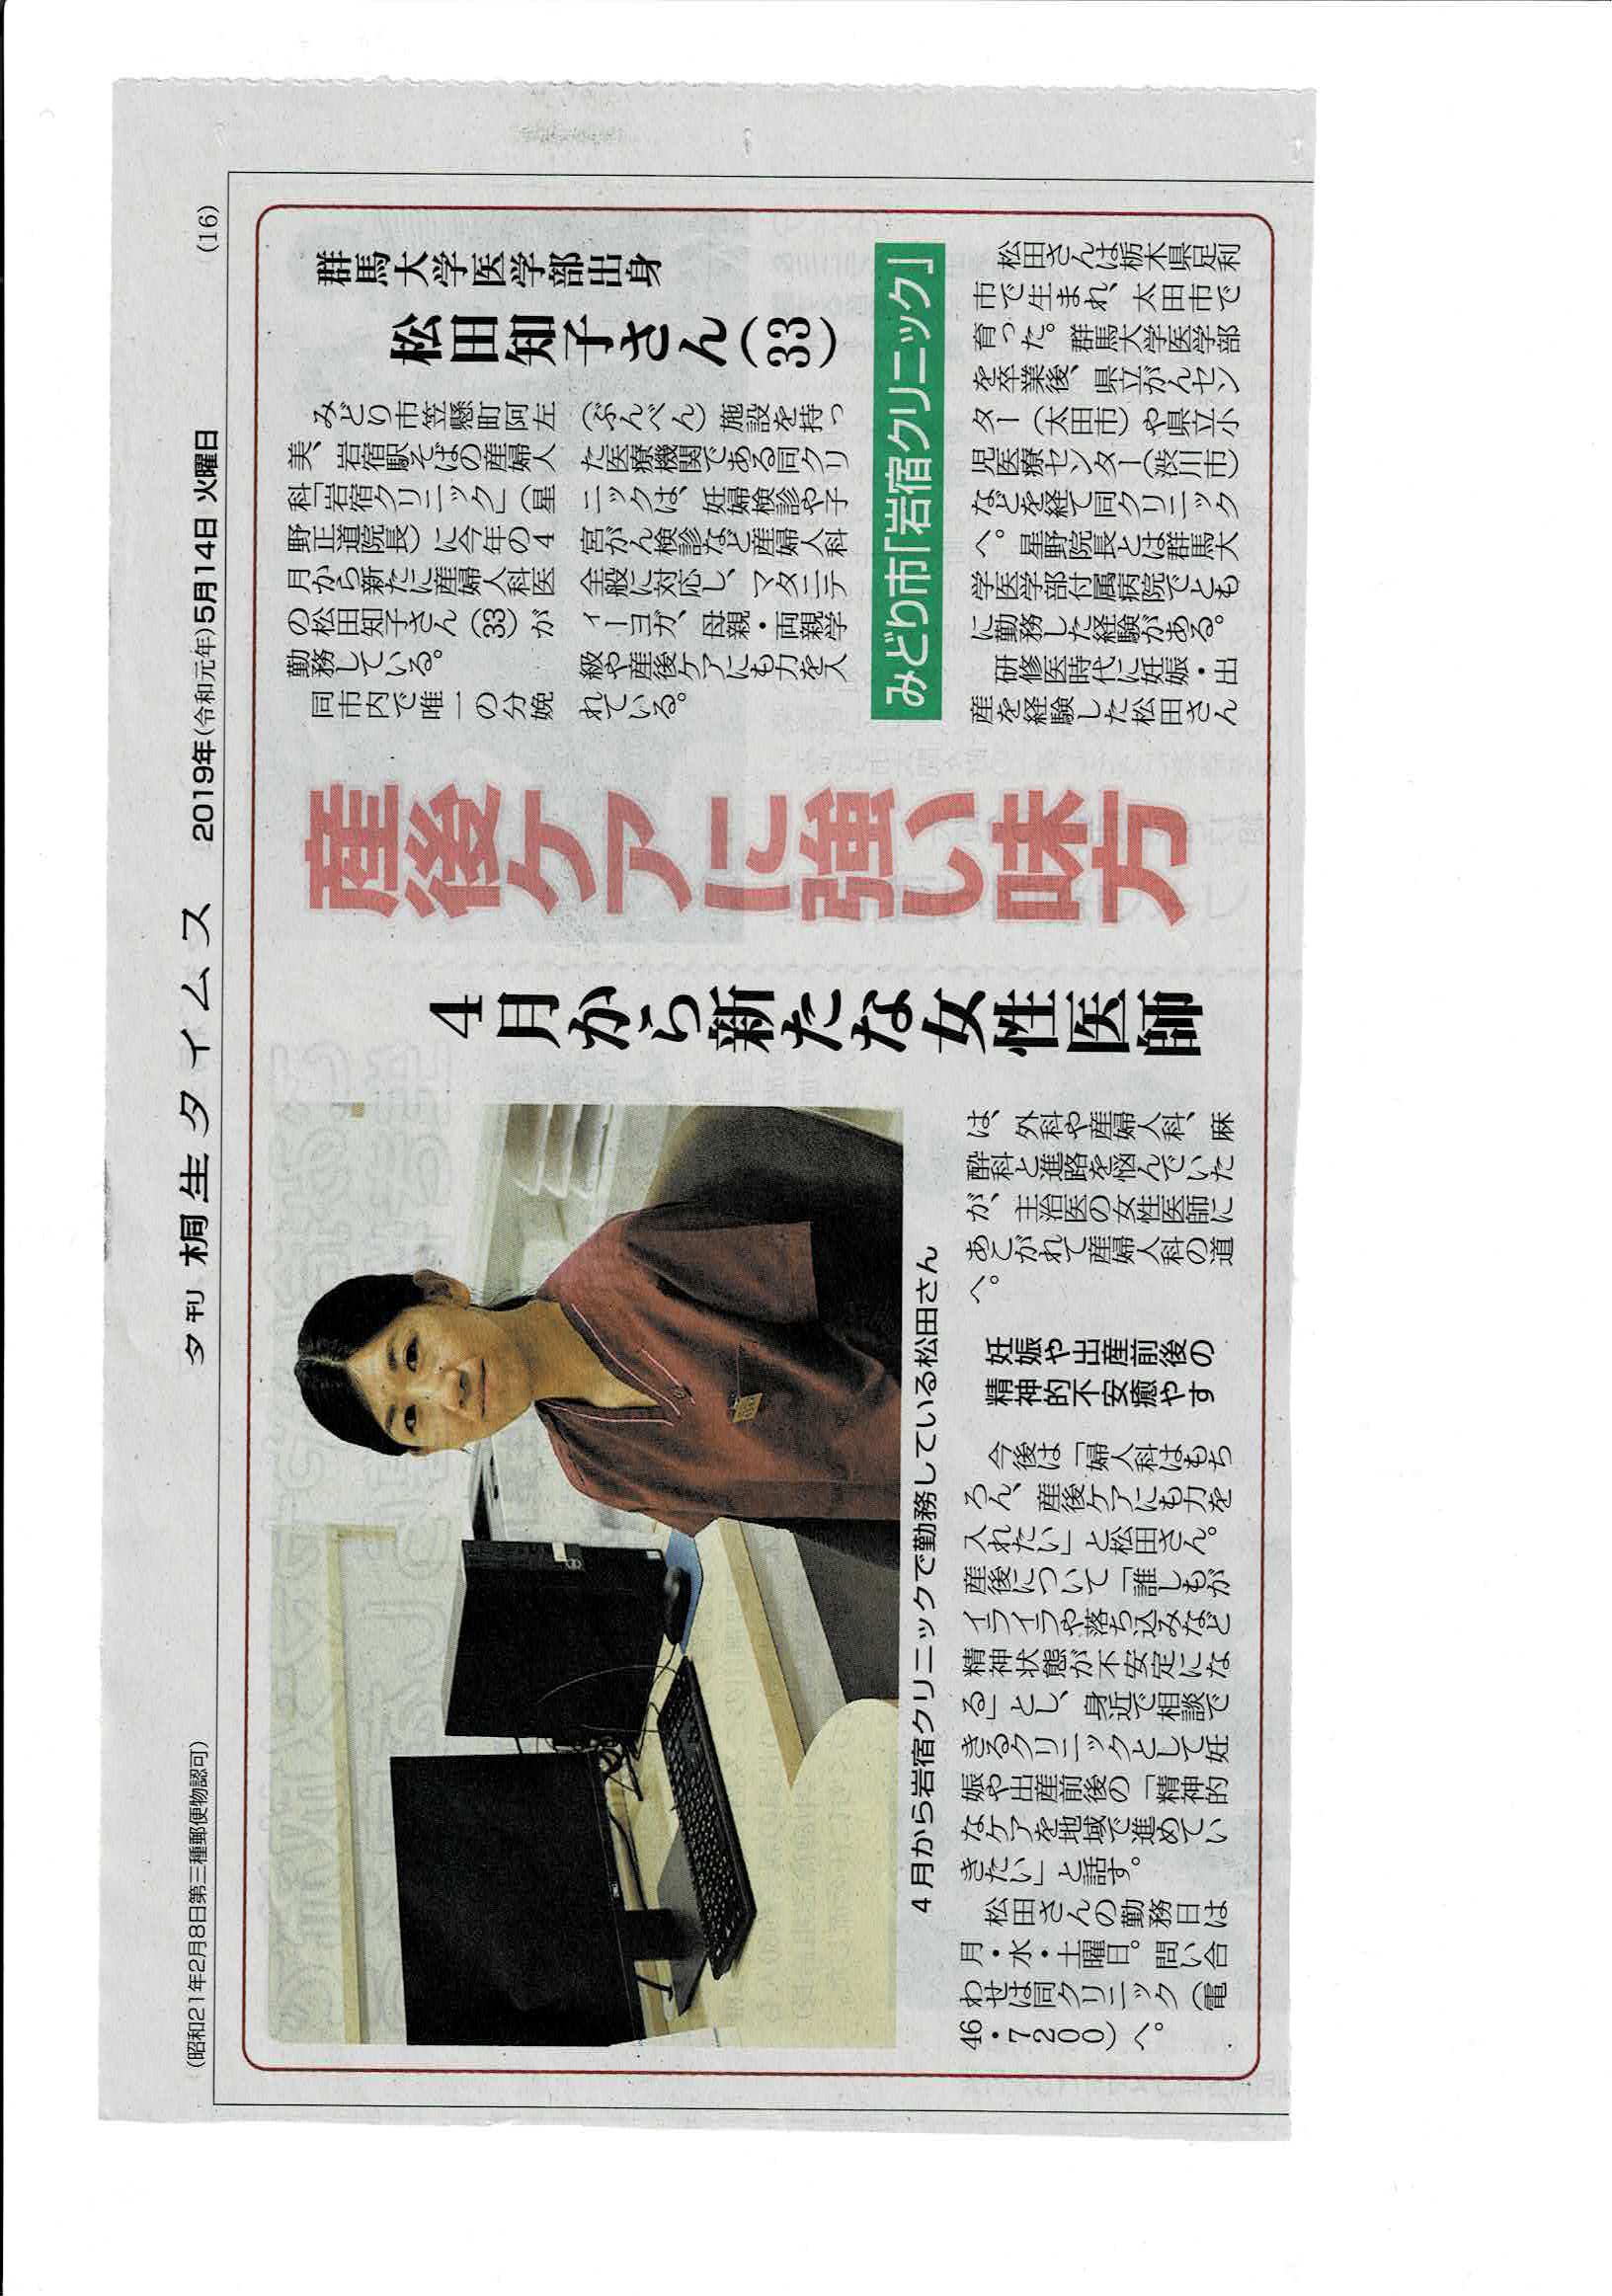 （昭和21年2月8日第三種郵便物認可）
夕刊 桐生タイムス
2019年（令和元年）5月14日 火曜日
(16)
群馬大学医学部出身
松田知子さん（33）
みどり市「岩宿クリニック」
産後ケアに強い味方
4月から新たな女性医師
みどり市笠懸町阿左
美、岩宿駅そばの産婦人
科「岩宿クリニック」（星
野正道院長）に今年の4
月から新たに産婦人科医
の松田知子さん（33）が
勤務している。
同市内で唯一の分娩
（ぶんべん）施設を持っ
た医療機関である同クリ
ニックは、妊婦検診や子
宮がん検診など産婦人科
全般に対応し、マタニテ
ィーヨガ、母親・両親学
級や産後ケアにも力を入
れている。
松田さんは栃木県足利
市で生まれ、太田市で
育った。群馬大学医学部
を卒業後、県立がんセン
ター（太田市）や県立小
児医療センター（渋川市）
などを経て同クリニック
へ。星野院長とは群馬大
学医学部付属病院でとも
に勤務した経験がある。
研修医時代に妊娠・出
産を経験した松田さん
は、外科や産婦人科、麻
酔科と進路を悩んでいた
が、主治医の女性医師に
あこがれて産婦人科の道
へ。
妊娠や出産前後の
精神的不安癒やす
今後は「婦人科はもち
ろん、産後ケアにも力を
入れたい」と松田さん。
産後について「誰しもが
イライラや落ち込みなど
精神状態が不安定にな
る」とし、身近で相談で
きるクリニックとして妊
娠や出産前後の「精神的
なケアを地域で進めてい
きたい」と話す。
松田さんの勤務日は
月・水・土曜日。問い合
わせは同クリニック（電
46・7200）へ。
4月から岩宿クリニックで勤務している松田さん